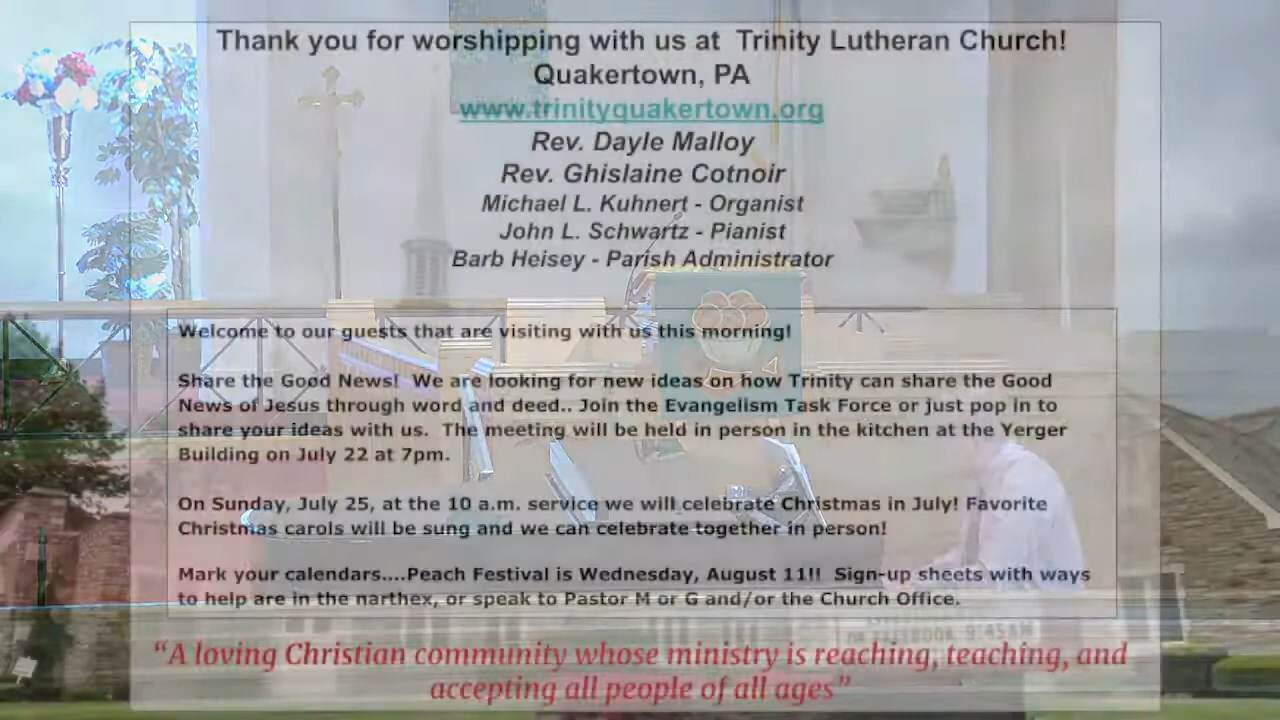 Thank you for worshipping with us at  Trinity Lutheran Church!
Quakertown, PA
www.trinityquakertown.org
Rev. Dayle Malloy
Rev. Ghislaine Cotnoir
Michael L. Kuhnert - Organist
John L. Schwartz - Pianist
Barb Heisey - Parish Administrator
Welcome to our guests that are visiting with us this morning!
Share the Good News!  We are looking for new ideas on how Trinity can share the Good
News of Jesus through word and deed.. Join the Evangelism Task Force or just pop in to
share your ideas with us.  The meeting will be held in person in the kitchen at the Yerger
Building on July 22 at 7pm.
On Sunday, July 25, at the 10 a.m. service we will celebrate Christmas in July! Favorite
Christmas carols will be sung and we can celebrate together in person!
Mark your calendars....Peach Festival is Wednesday, August 11!!  Sign-up sheets with ways
to help are in the narthex, or speak to Pastor M or G and/or the Church Office.
9:45AM
“A loving Christian community whose ministry is reaching, teaching, and
accepting all people of all ages”